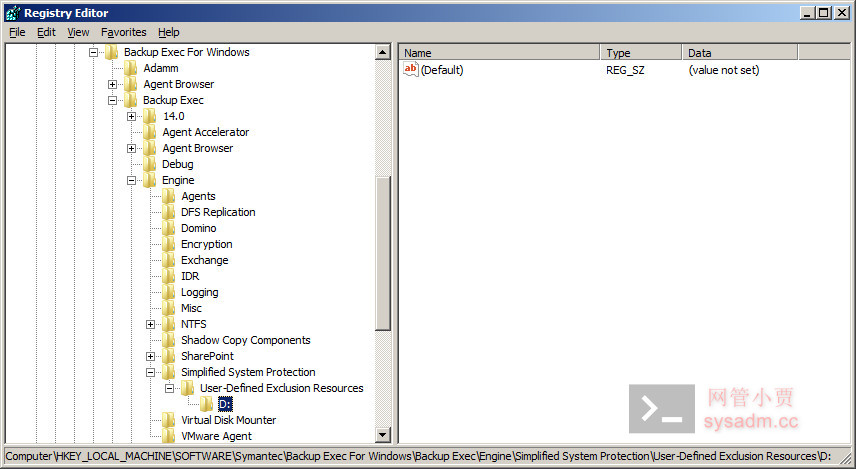 Registry Editor
File Edit View Favorites Help
Backup Exec For Windows
Adamm
Agent Browser
Backup Exec
14.0
Agent Accelerator
Agent Browser
Debug
Engine
Agents
DFS Replication
Domino
Encryption
Exchange
IDR
Logging
Misc
NTFS
Shadow Copy Components
SharePoint
Simplified System Protection
User-Defined Exclusion Resources
D:
Virtual Disk Mounter
VMware Agent
Name Type Data
ab (Default) REG_SZ (value not set)
网管小贾
sysadm.cc
Computer\HKEY_LOCAL_MACHINE\SOFTWARE\Symantec\Backup Exec For Windows\Backup Exec\Engine\Simplified System Protection\User-Defined Exclusion Resources\D: